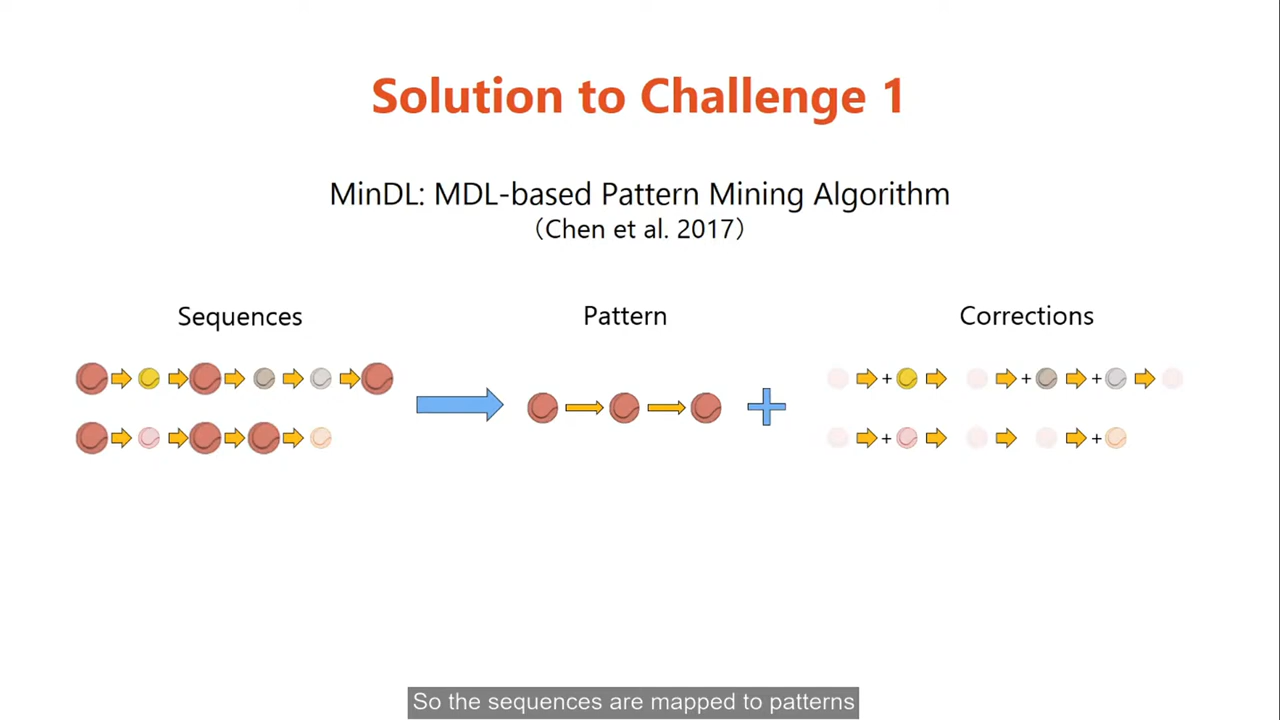 Solution to Challenge 1
MinDL: MDL-based Pattern Mining Algorithm
（Chen et al. 2017）
Sequences
Pattern
Corrections
+ + +
+ +
So the sequences are mapped to patterns